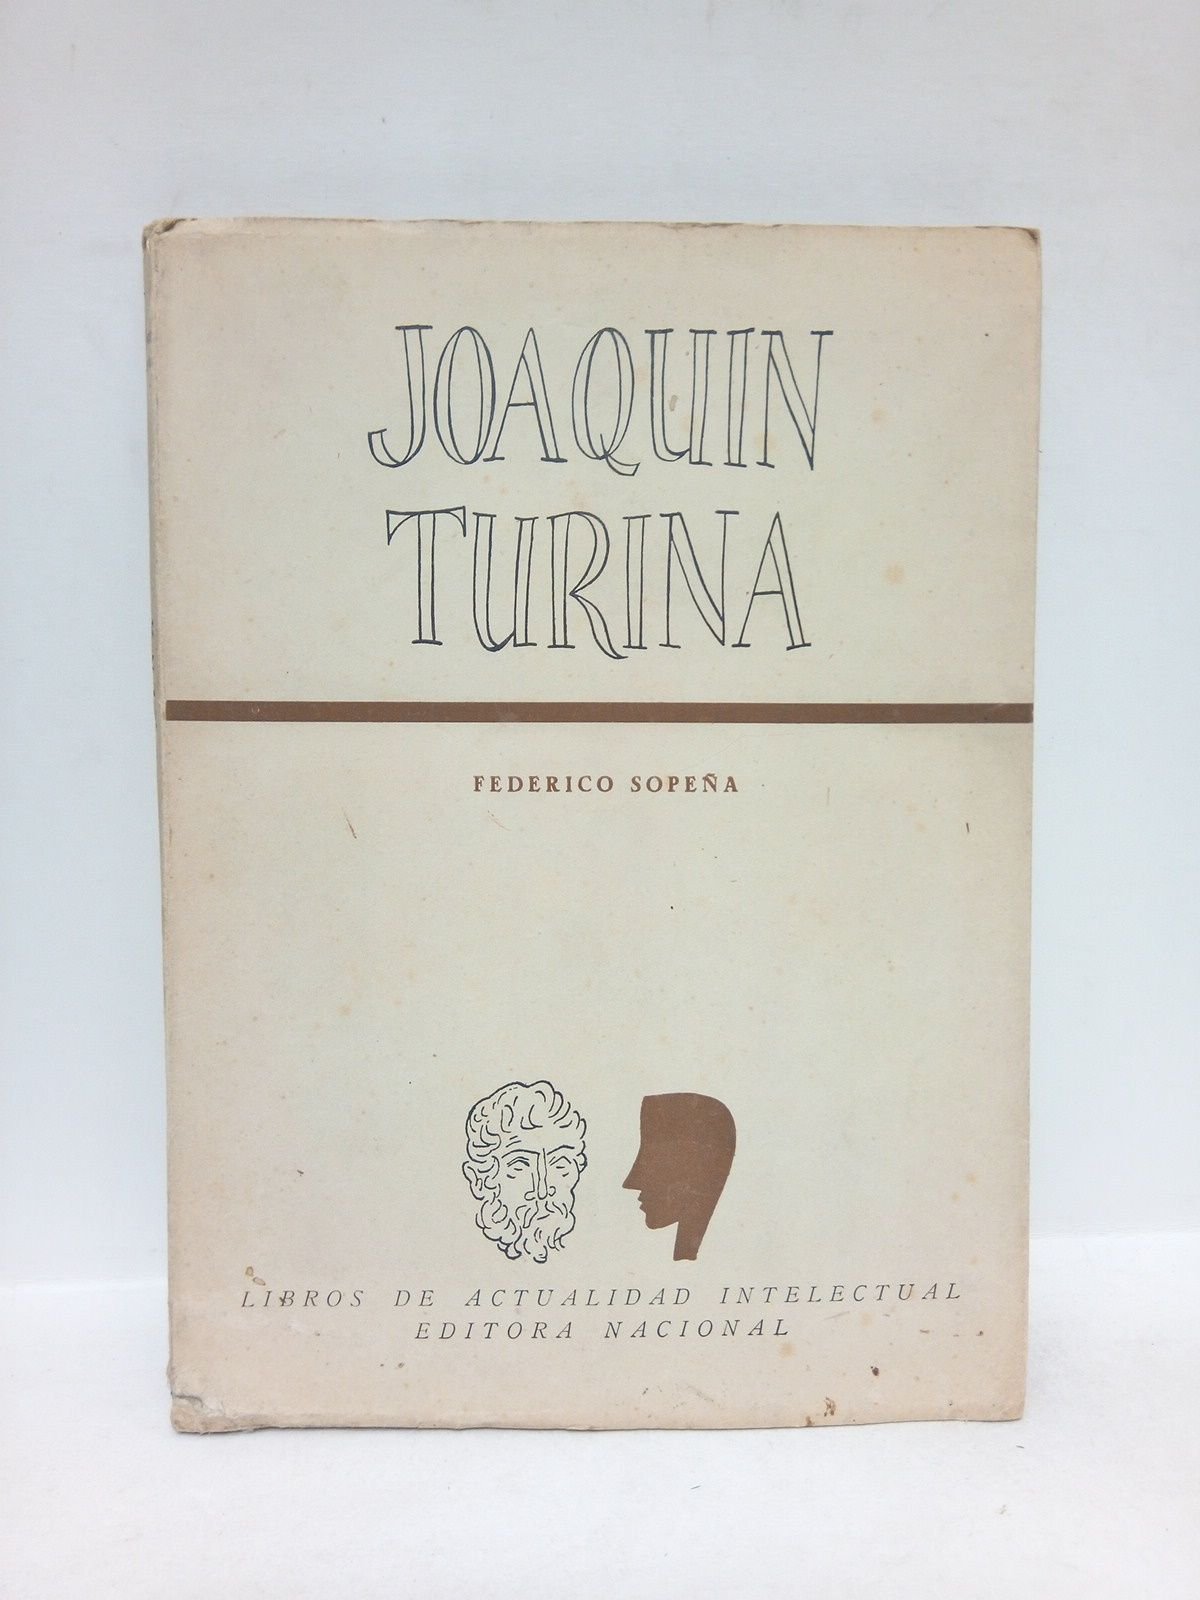 JOAQUIN
TURINA
FEDERICO SOPEÑA
LIBROS DE ACTUALIDAD INTELECTUAL
EDITORA NACIONAL